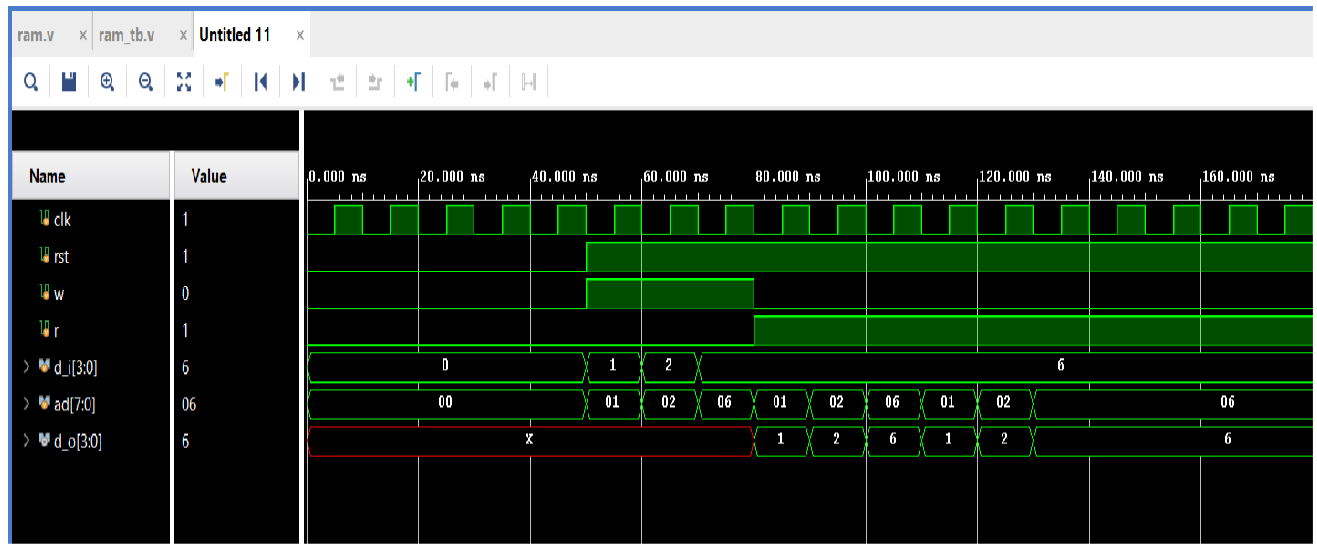 ram.v × ram_tb.v × Untitled 11 ×
Name Value 0.000 ns 20.000 ns 40.000 ns 60.000 ns 80.000 ns 100.000 ns 120.000 ns 140.000 ns 160.000 ns
clk 1
rst 1
w 0
r 1
d_i[3:0] 6 0 1 2 6
ad[7:0] 06 00 01 02 06 01 02 06 01 02 06
d_o[3:0] 6 X 1 2 6 1 2 6